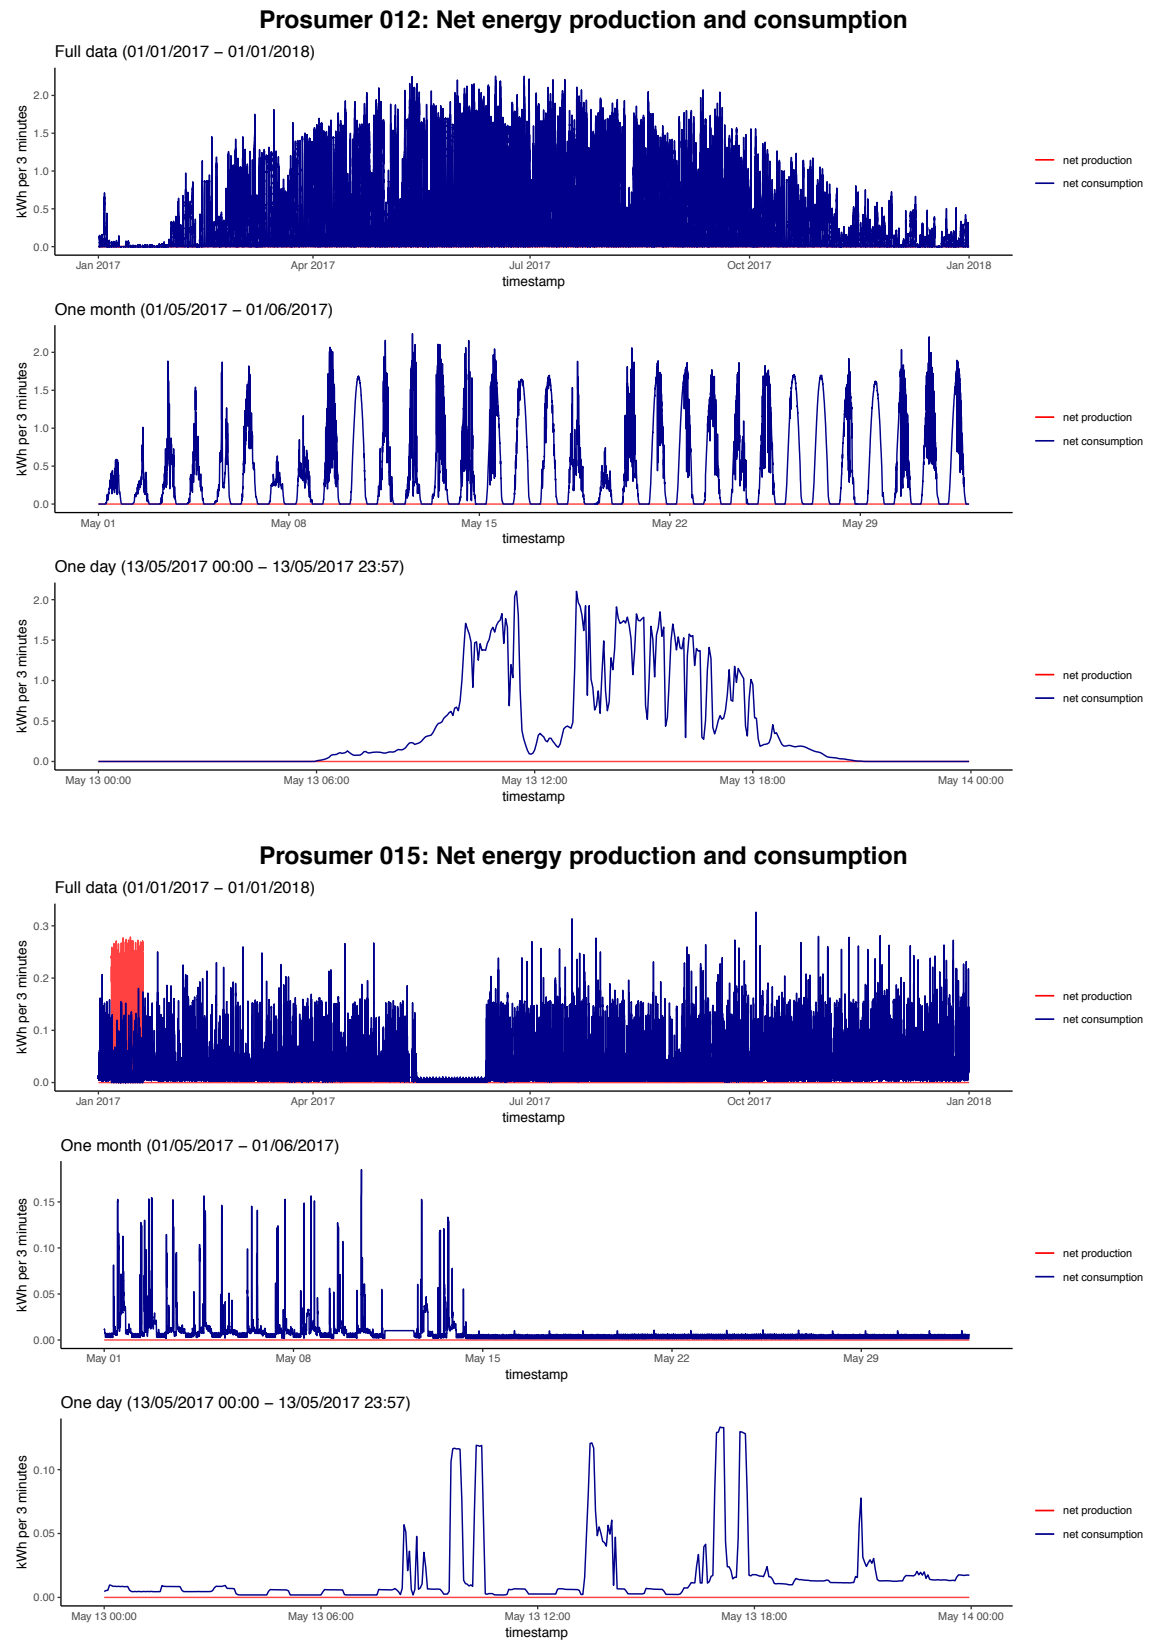 Prosumer 012: Net energy production and consumption
Full data (01/01/2017 − 01/01/2018)
kWh per 3 minutes
2.0
1.5
1.0
0.5
0.0
Jan 2017 Apr 2017 Jul 2017 Oct 2017 Jan 2018
timestamp
net production
net consumption
One month (01/05/2017 − 01/06/2017)
kWh per 3 minutes
2.0
1.5
1.0
0.5
0.0
May 01 May 08 May 15 May 22 May 29
timestamp
net production
net consumption
One day (13/05/2017 00:00 − 13/05/2017 23:57)
kWh per 3 minutes
2.0
1.5
1.0
0.5
0.0
May 13 00:00 May 13 06:00 May 13 12:00 May 13 18:00 May 14 00:00
timestamp
net production
net consumption
Prosumer 015: Net energy production and consumption
Full data (01/01/2017 − 01/01/2018)
kWh per 3 minutes
0.3
0.2
0.1
0.0
Jan 2017 Apr 2017 Jul 2017 Oct 2017 Jan 2018
timestamp
net production
net consumption
One month (01/05/2017 − 01/06/2017)
kWh per 3 minutes
0.15
0.10
0.05
0.00
May 01 May 08 May 15 May 22 May 29
timestamp
net production
net consumption
One day (13/05/2017 00:00 − 13/05/2017 23:57)
kWh per 3 minutes
0.10
0.05
0.00
May 13 00:00 May 13 06:00 May 13 12:00 May 13 18:00 May 14 00:00
timestamp
net production
net consumption